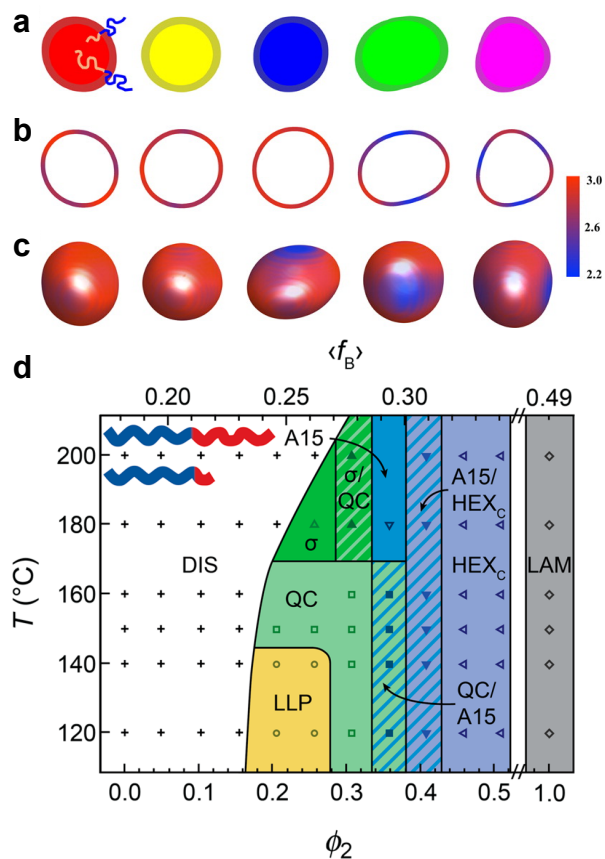 a
b
c
3.0
2.6
2.2
⟨f_B⟩
d
0.20 0.25 0.30 0.49
A15
σ/
QC
A15/
HEX_C
σ
DIS
QC
HEX_C
LAM
LLP
QC/
A15
T (°C)
200
180
160
140
120
0.0 0.1 0.2 0.3 0.4 0.5 1.0
ϕ₂